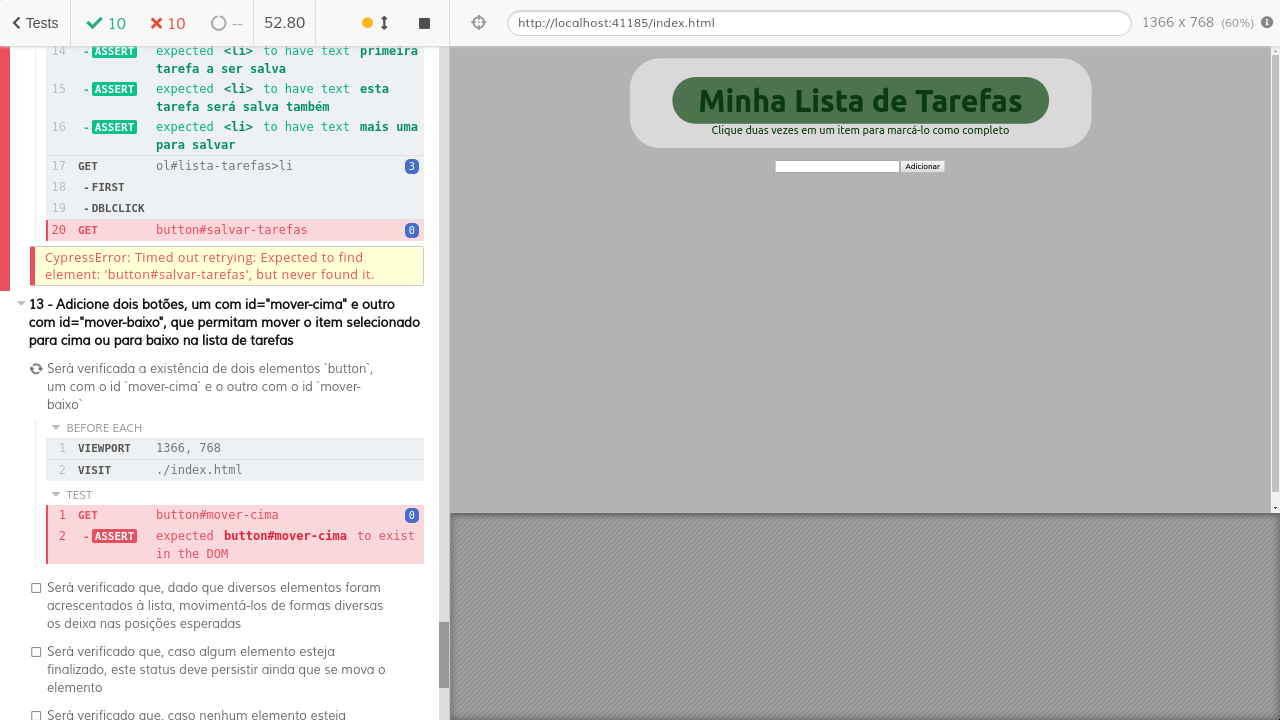 Tests
10
10
--
52.80
http://localhost:41185/index.html
1366 x 768 (60%)
14 - ASSERT expected <li> to have text primeira
tarefa a ser salva
15 - ASSERT expected <li> to have text esta
tarefa será salva também
16 - ASSERT expected <li> to have text mais uma
para salvar
17 GET ol#lista-tarefas>li 3
18 - FIRST
19 - DBLCLICK
20 GET button#salvar-tarefas 0
CypressError: Timed out retrying: Expected to find
element: 'button#salvar-tarefas', but never found it.
13 - Adicione dois botões, um com id="mover-cima" e outro
com id="mover-baixo", que permitam mover o item selecionado
para cima ou para baixo na lista de tarefas
Será verificada a existência de dois elementos `button`,
um com o id `mover-cima` e o outro com o id `mover-
baixo`
BEFORE EACH
1 VIEWPORT 1366, 768
2 VISIT ./index.html
TEST
1 GET button#mover-cima 0
2 - ASSERT expected button#mover-cima to exist
in the DOM
Será verificado que, dado que diversos elementos foram
acrescentados à lista, movimentá-los de formas diversas
os deixa nas posições esperadas
Será verificado que, caso algum elemento esteja
finalizado, este status deve persistir ainda que se mova o
elemento
Será verificado que, caso nenhum elemento esteja
Minha Lista de Tarefas
Clique duas vezes em um item para marcá-lo como completo
Adicionar